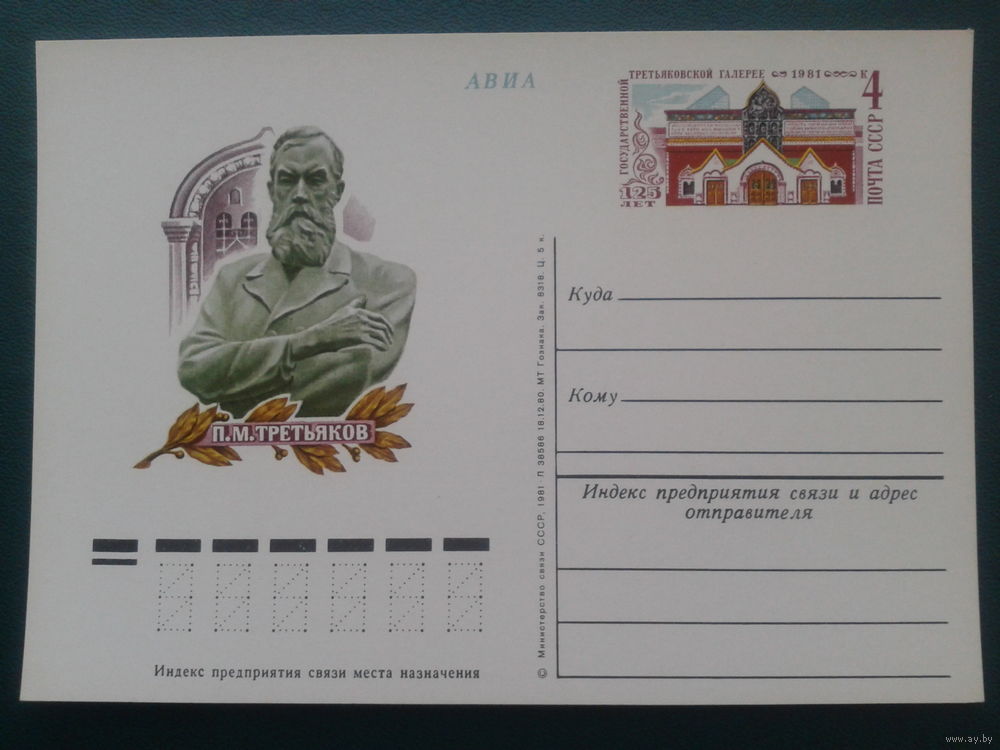 АВИА
ГОСУДАРСТВЕННОЙ
ТРЕТЬЯКОВСКОЙ ГАЛЕРЕЕ 1981
К 4
ПОЧТА СССР
125
ЛЕТ
П.М.ТРЕТЬЯКОВ
Куда
Кому
Индекс предприятия связи и адрес
отправителя
© Министерство связи СССР, 1981. П 38586 18.12.80. МТ Гознака. Зак. 8318. Ц. 5 к.
Индекс предприятия связи места назначения
www.ay.by